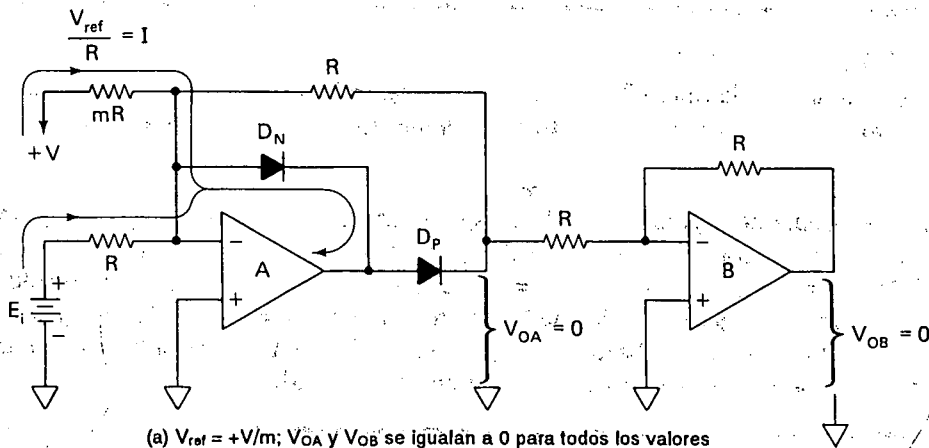 V_ref / R = I
mR
+V
R
D_N
R
R
A
D_P
R
B
-
+
-
+
E_i
+
-
V_OA = 0
V_OB = 0
(a) V_ref = +V/m; V_OA y V_OB se igualan a 0 para todos los valores